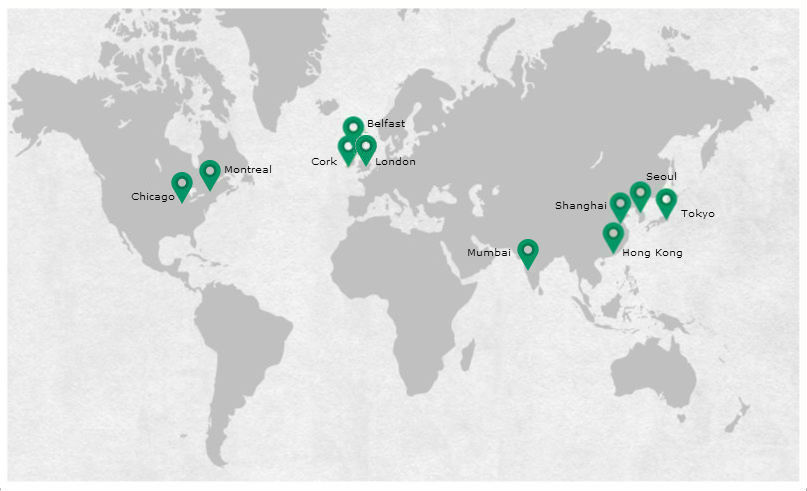 Belfast
Cork
London
Montreal
Chicago
Seoul
Shanghai
Tokyo
Mumbai
Hong Kong